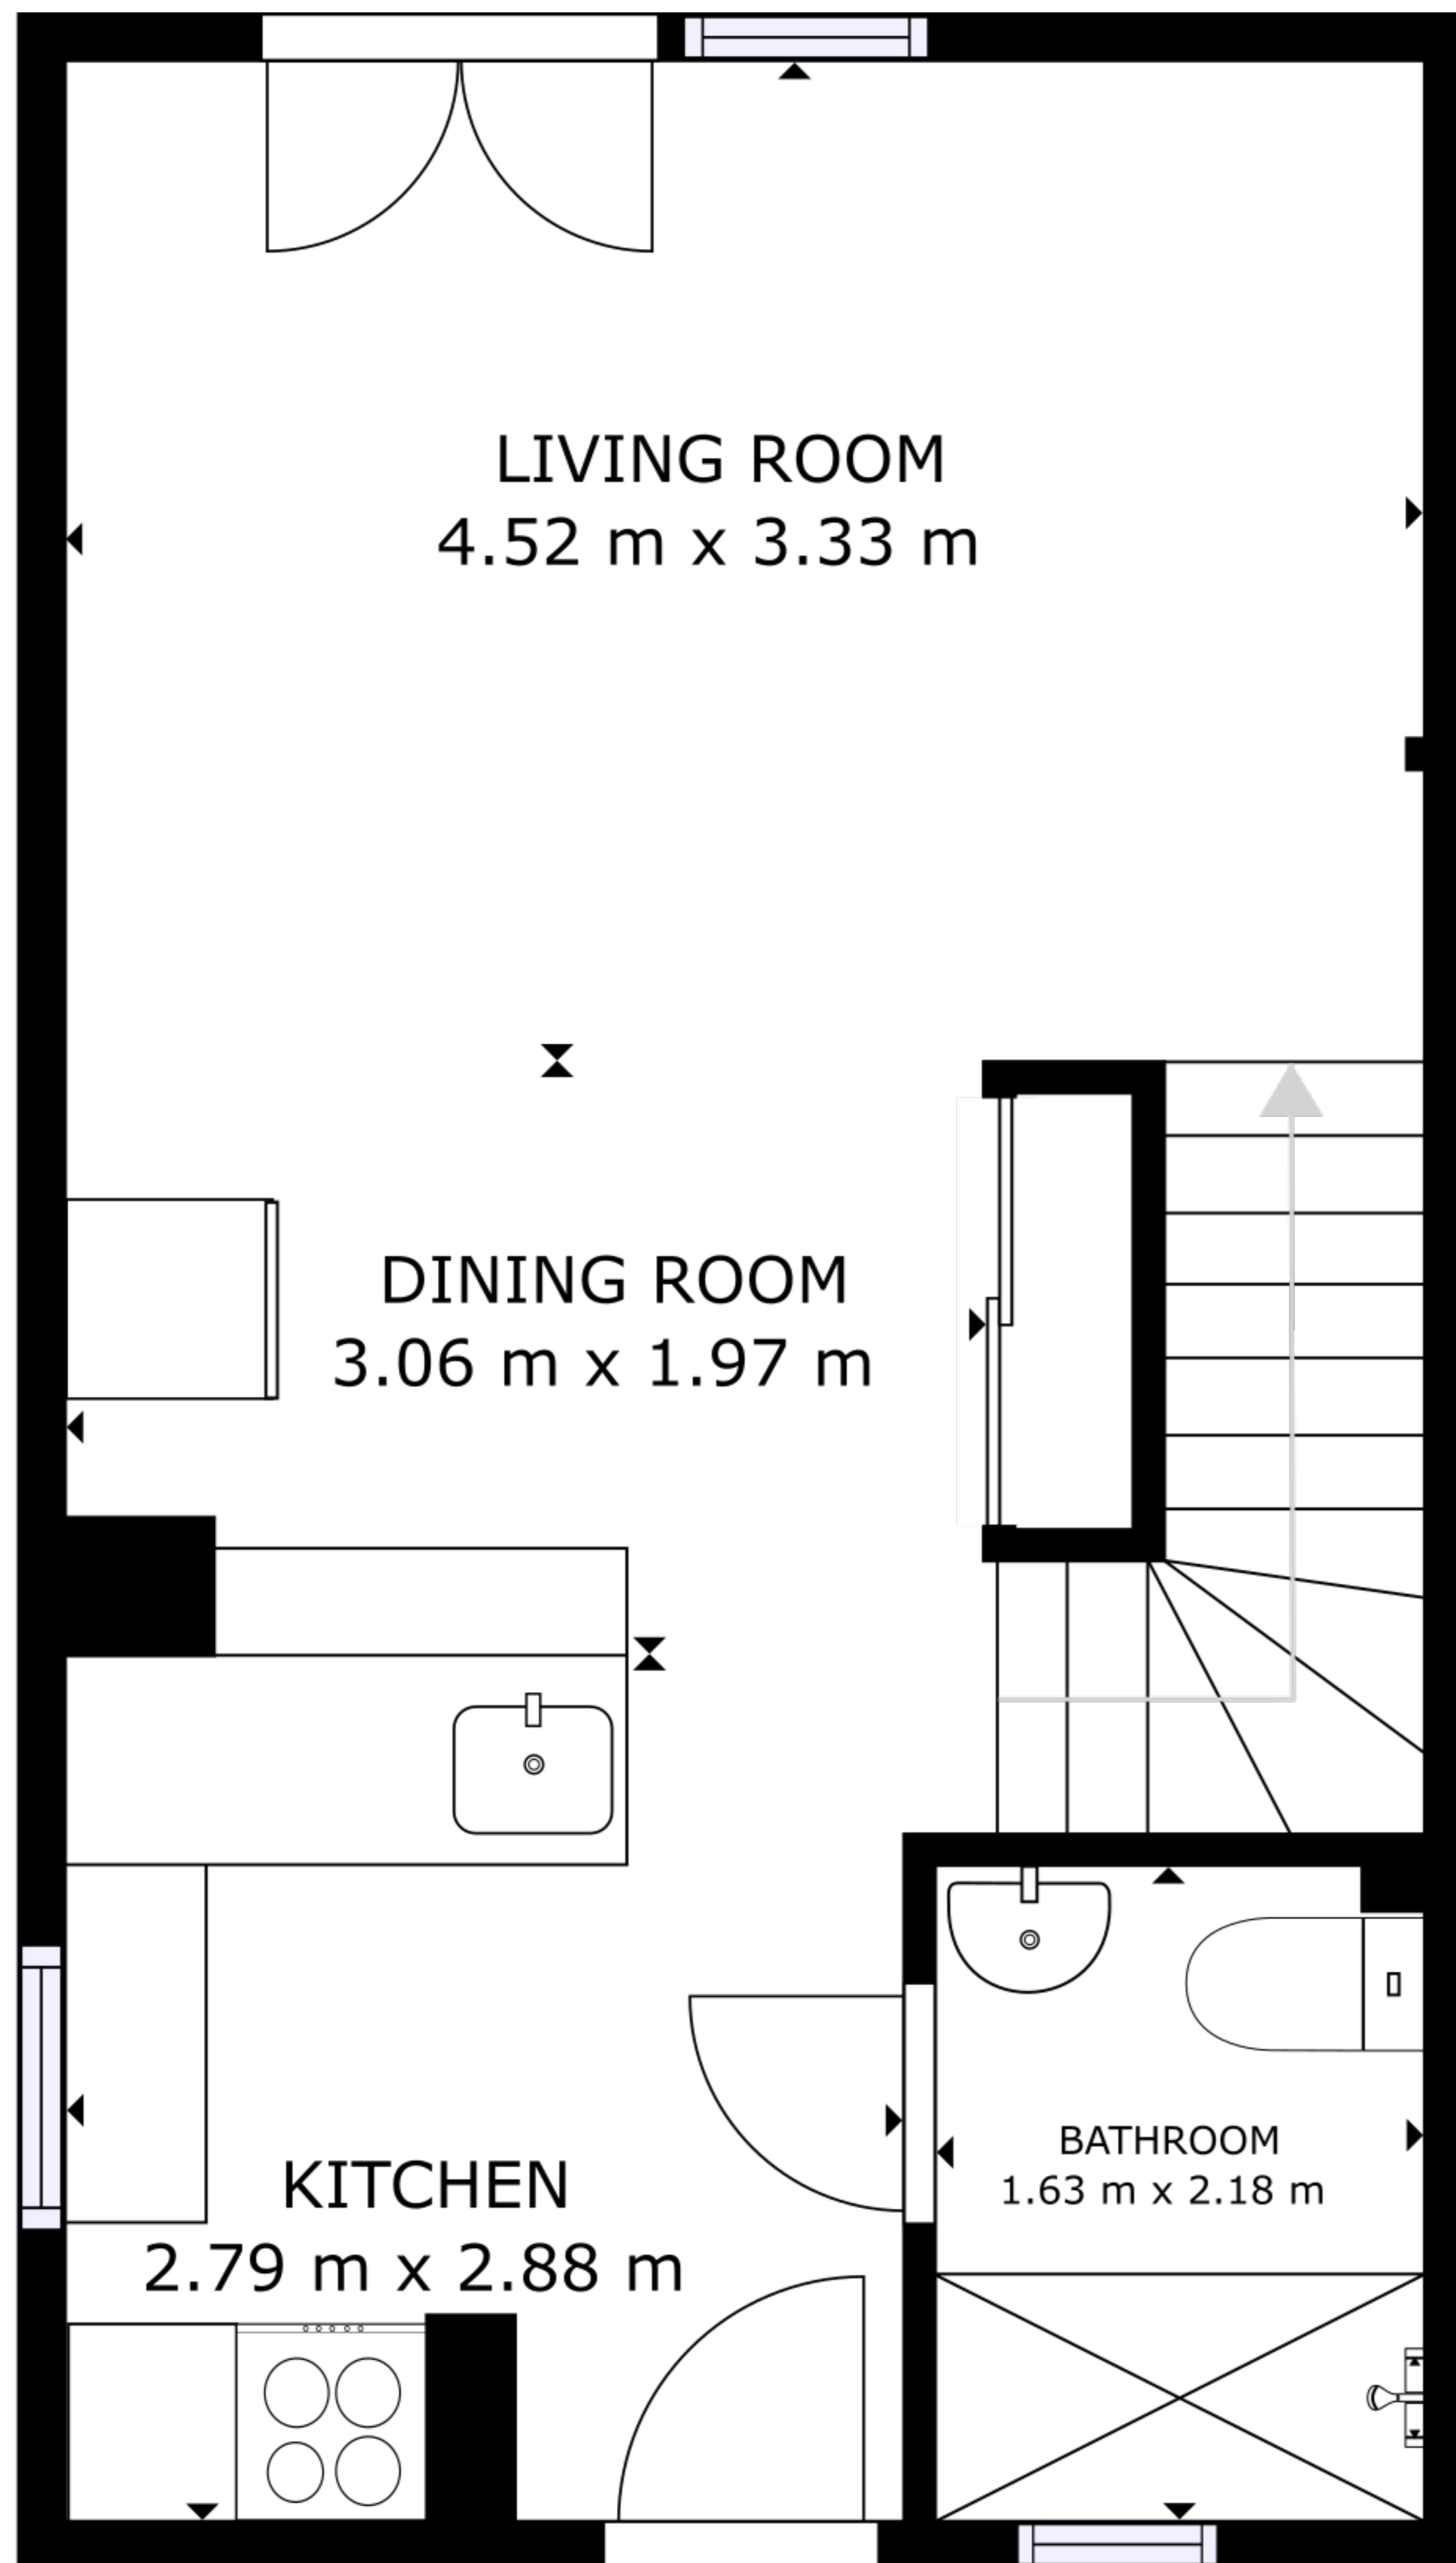 LIVING ROOM
4.52 m x 3.33 m
DINING ROOM
3.06 m x 1.97 m
KITCHEN
2.79 m x 2.88 m
BATHROOM
1.63 m x 2.18 m